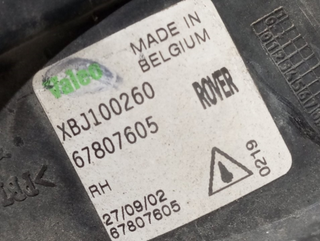 Valeo
MADE IN
BELGIUM
XBJ100260
67807605
ROVER
RH
0219
27/09/02
67807605